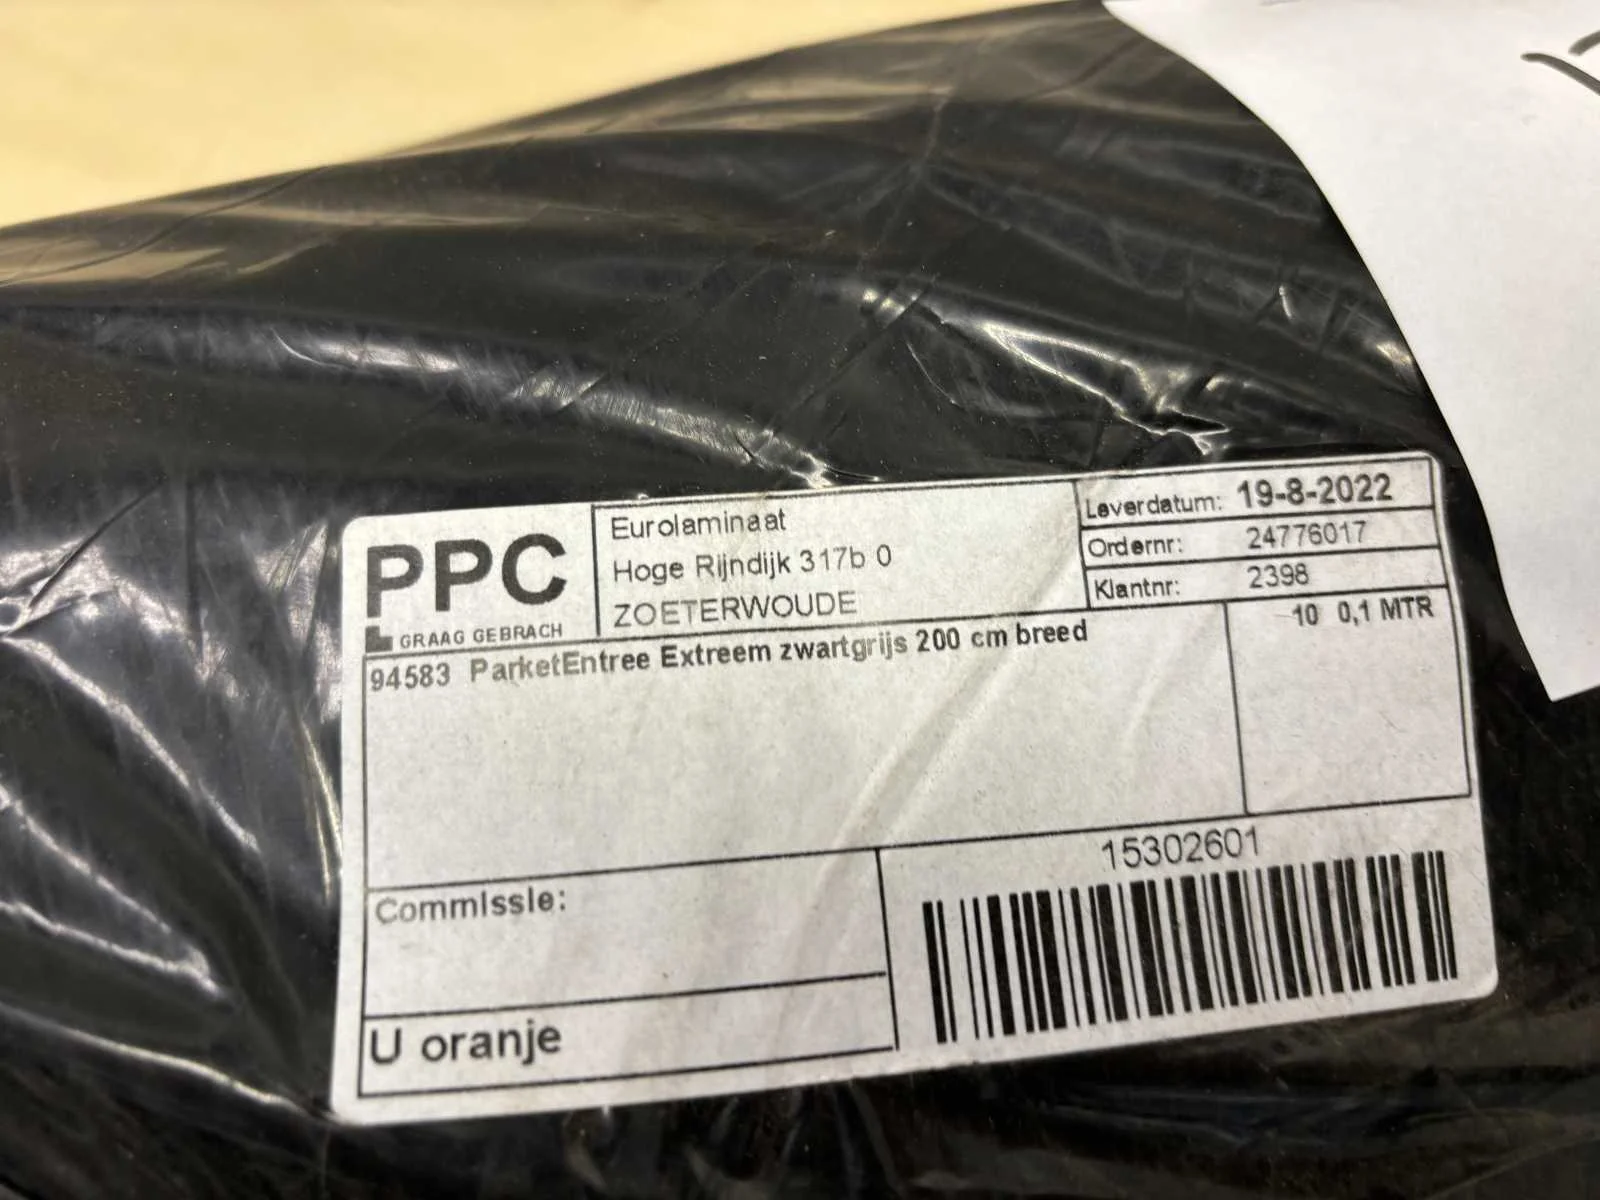 PPC
GRAAG GEBRACH
Eurolaminaat
Hoge Rijndijk 317b 0
ZOETERWOUDE
Leverdatum: 19-8-2022
Ordernr: 24776017
Klantnr: 2398
94583 ParketEntree Extreem zwartgrijs 200 cm breed
10 0,1 MTR
15302601
Commissie:
U oranje